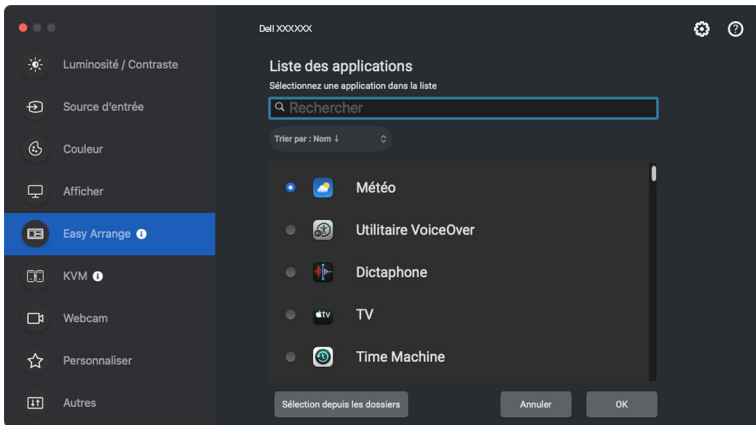 Dell XXXXXX
Luminosité / Contraste
Source d'entrée
Couleur
Afficher
Easy Arrange
KVM
Webcam
Personnaliser
Autres
Liste des applications
Sélectionnez une application dans la liste
Rechercher
Trier par : Nom ↓
Météo
Utilitaire VoiceOver
Dictaphone
tv TV
Time Machine
Sélection depuis les dossiers
Annuler
OK